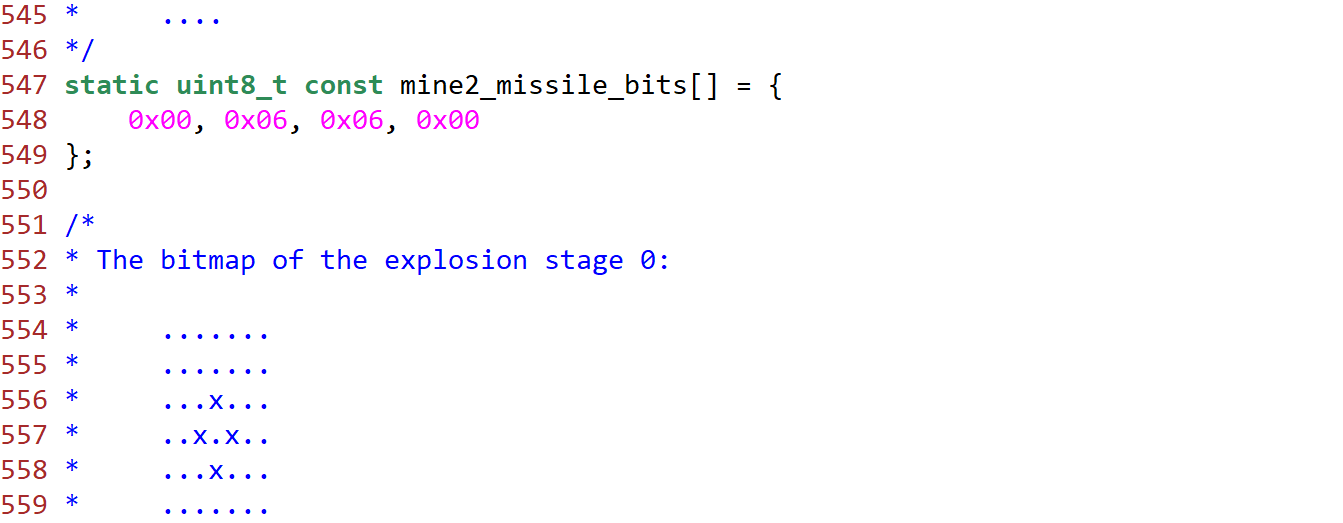 545 *     ....
546 */
547 static uint8_t const mine2_missile_bits[] = {
548     0x00, 0x06, 0x06, 0x00
549 };
550
551 /*
552 * The bitmap of the explosion stage 0:
553 *
554 *     .......
555 *     .......
556 *     ...x...
557 *     ..x.x..
558 *     ...x...
559 *     .......